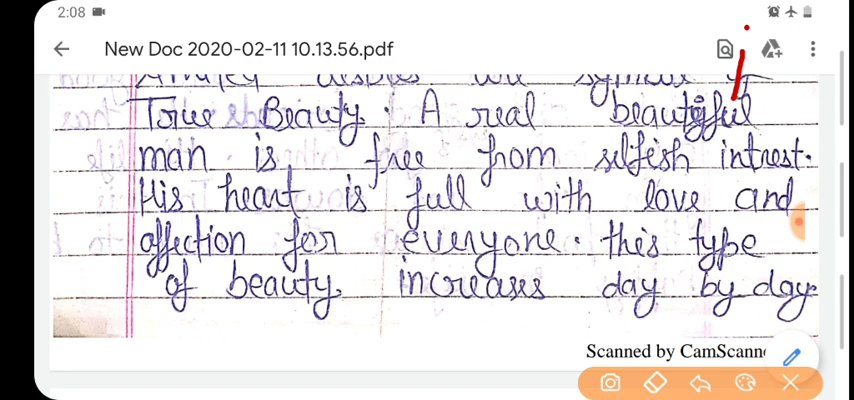 2:08
New Doc 2020-02-11 10.13.56.pdf
True Beauty. A real beautiful
man is free from selfish intrest.
His heart is full with love and
affection for everyone. this type
of beauty increases day by day.
Scanned by CamScann